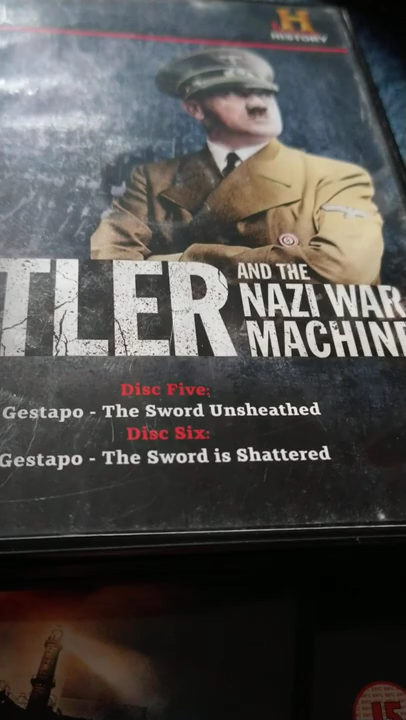 H
HISTORY
TLER
AND THE
NAZI WAR
MACHINE
Disc Five:
Gestapo - The Sword Unsheathed
Disc Six:
Gestapo - The Sword is Shattered
15